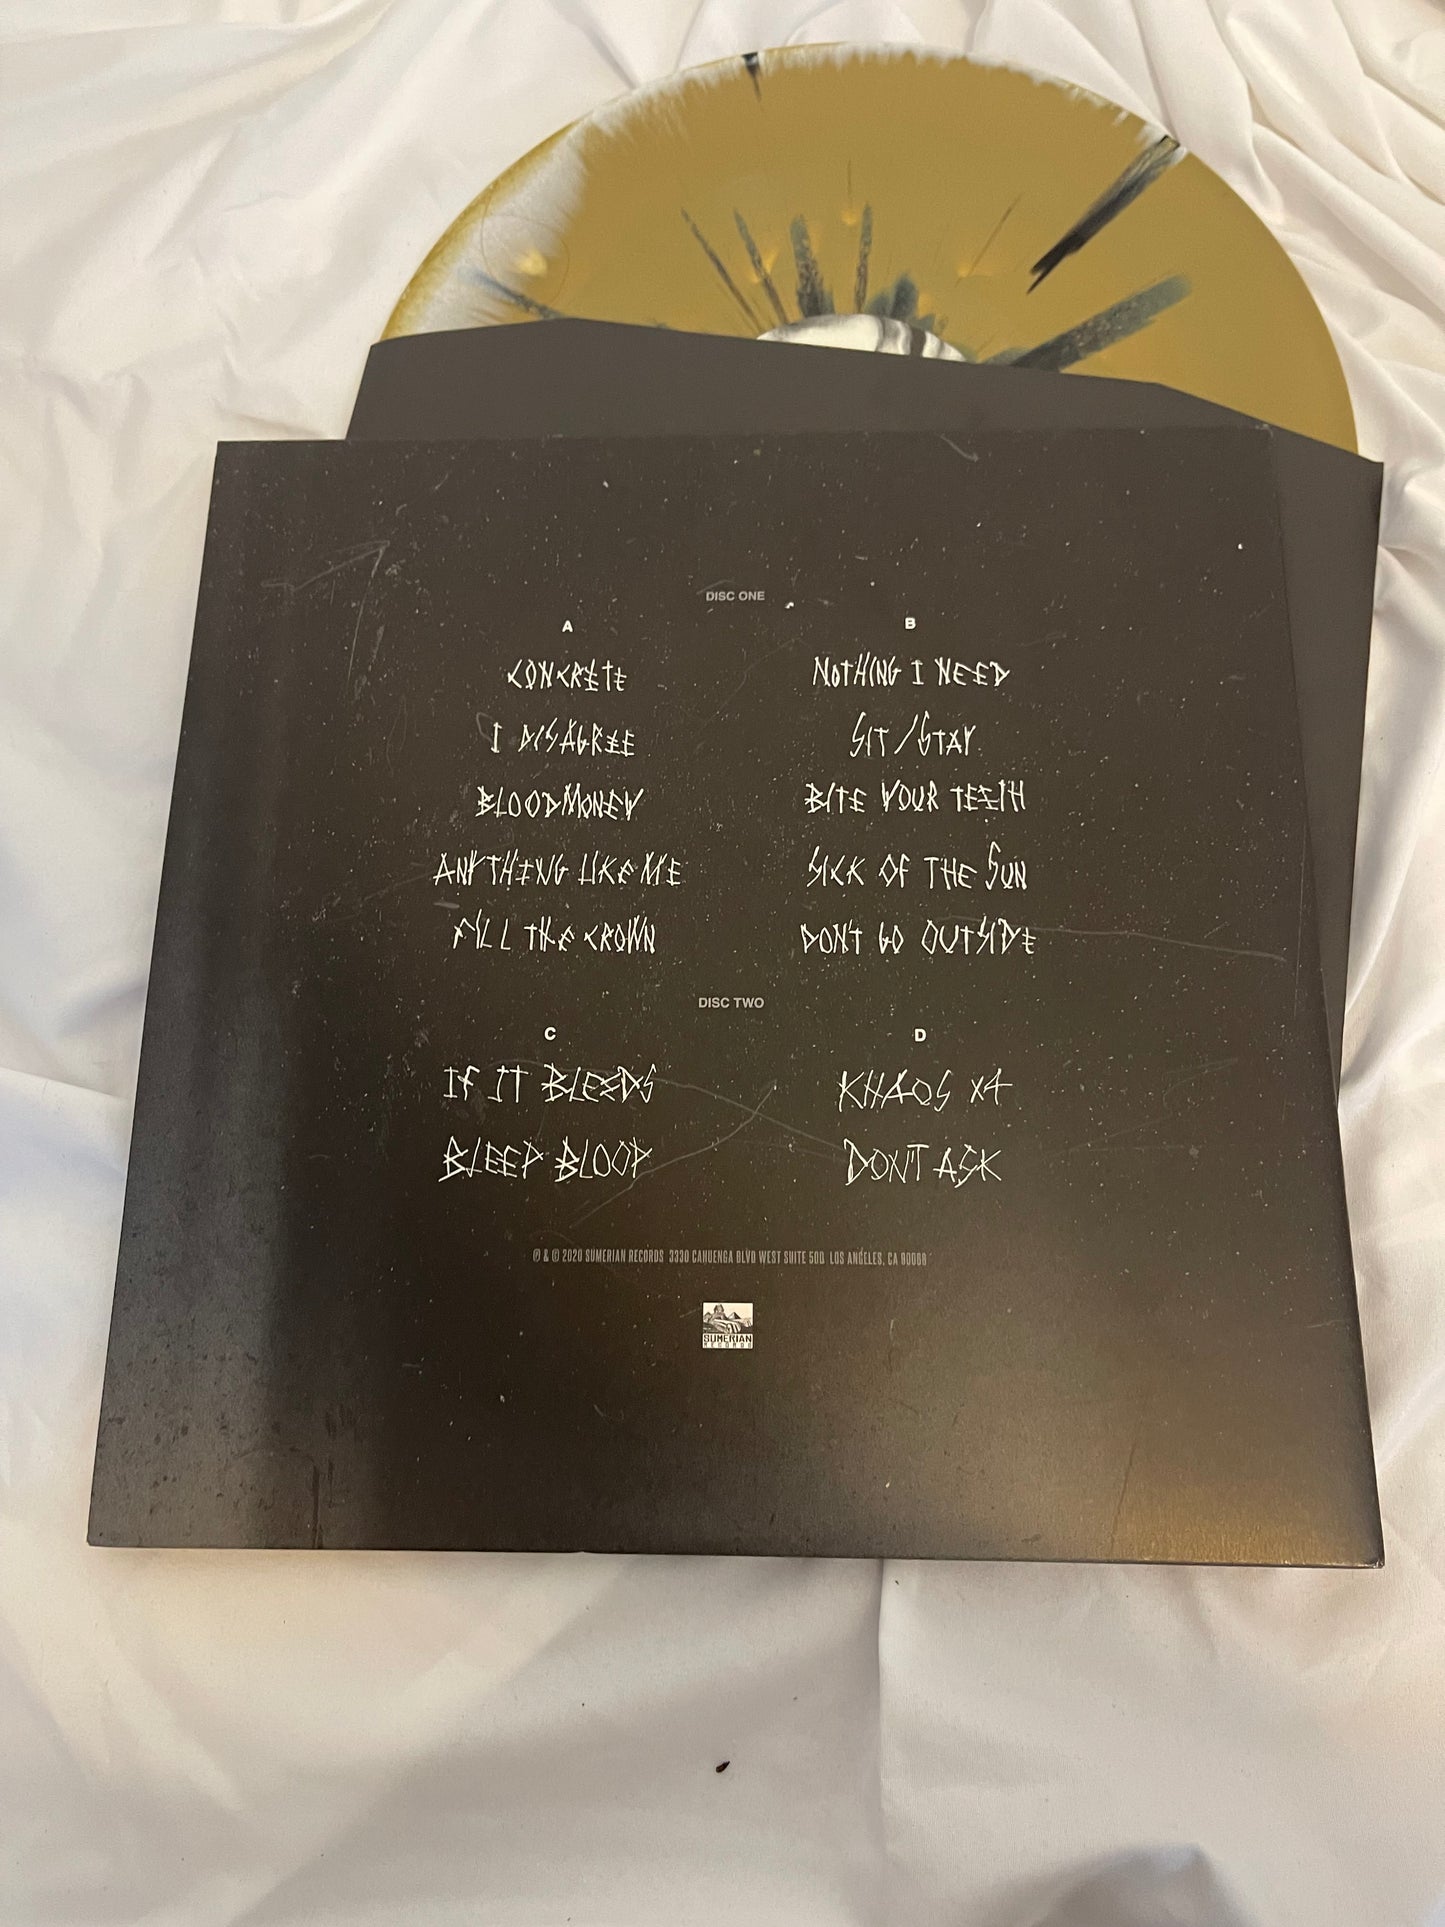 DISC ONE
A
CONCRETE
I DISAGREE
BLOODMONEY
ANYTHING LIKE ME
FILL THE CROWN
B
NOTHING I NEED
SIT/STAY
BITE YOUR TEETH
SICK OF THE SUN
DON'T GO OUTSIDE
DISC TWO
C
IF IT BLEEDS
BLEEP BLOOP
D
KHAOS X4
DON'T ASK
℗ & © 2020 SUMERIAN RECORDS 3330 CAHUENGA BLVD WEST SUITE 500 LOS ANGELES, CA 90068
SUMERIAN
RECORDS